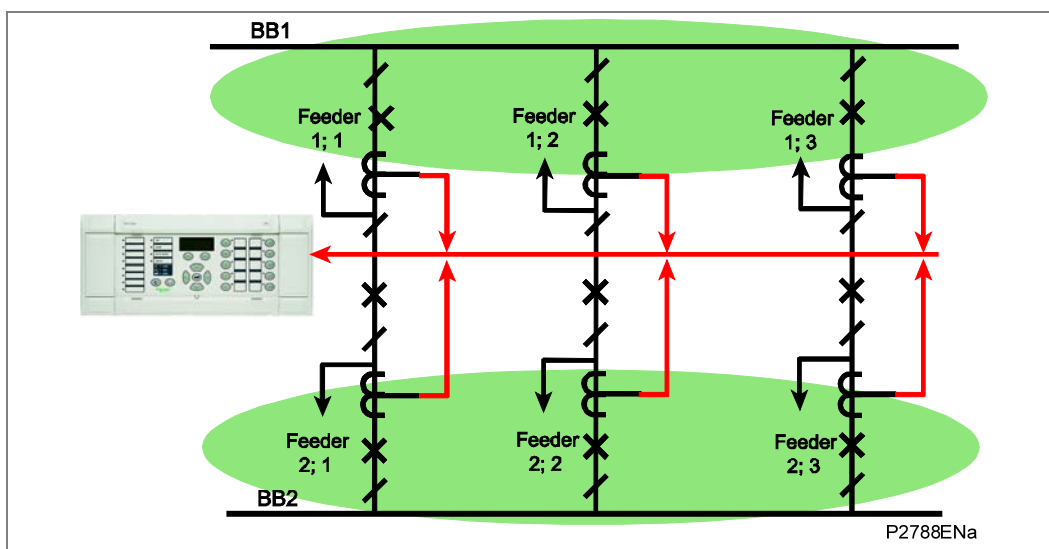 BB1
Feeder
1; 1
Feeder
1; 2
Feeder
1; 3
Feeder
2; 1
Feeder
2; 2
Feeder
2; 3
BB2
P2788ENa